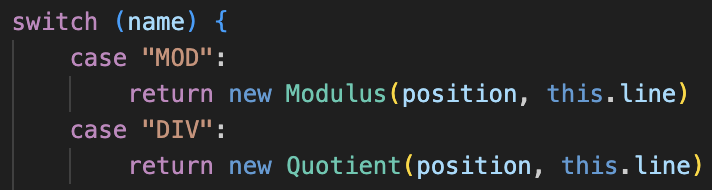 switch (name) {
    case "MOD":
        return new Modulus(position, this.line)
    case "DIV":
        return new Quotient(position, this.line)